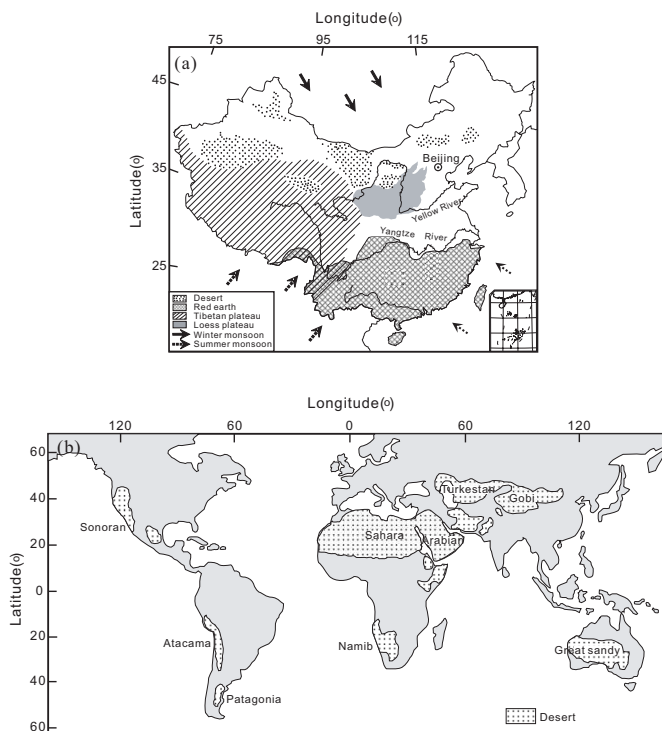 Longitude(o)
75 95 115
(a)
45
35
25
Latitude(o)
Beijing
Yellow River
Yangtze River
Desert
Red earth
Tibetan plateau
Loess plateau
Winter monsoon
Summer monsoon
Longitude(o)
120 60 0 60 120
(b)
60
40
20
0
20
40
60
Latitude(o)
Turkestan
Gobi
Sonoran
Sahara
Arabian
Atacama
Namib
Great sandy
Patagonia
Desert